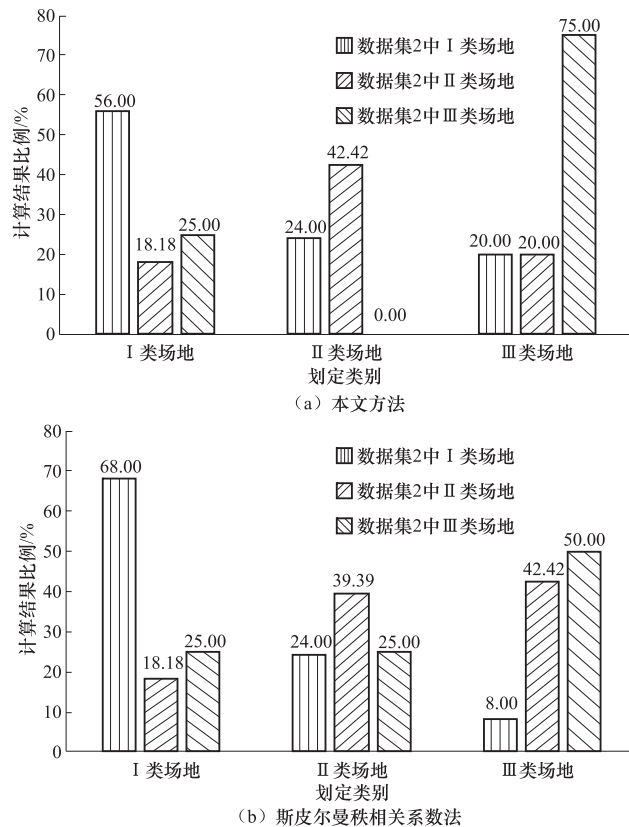 80
75.00
数据集2中Ⅰ类场地
70
数据集2中Ⅱ类场地
60
56.00
数据集2中Ⅲ类场地
50
42.42
40
计算结果比例/%
30
25.00
24.00
18.18
20.00
20.00
20
10
0.00
0
Ⅰ类场地
Ⅱ类场地
Ⅲ类场地
划定类别
（a）本文方法
80
数据集2中Ⅰ类场地
70
68.00
数据集2中Ⅱ类场地
60
数据集2中Ⅲ类场地
50
50.00
42.42
39.39
40
计算结果比例/%
30
25.00
24.00
25.00
18.18
20
10
8.00
0
Ⅰ类场地
Ⅱ类场地
Ⅲ类场地
划定类别
（b）斯皮尔曼秩相关系数法